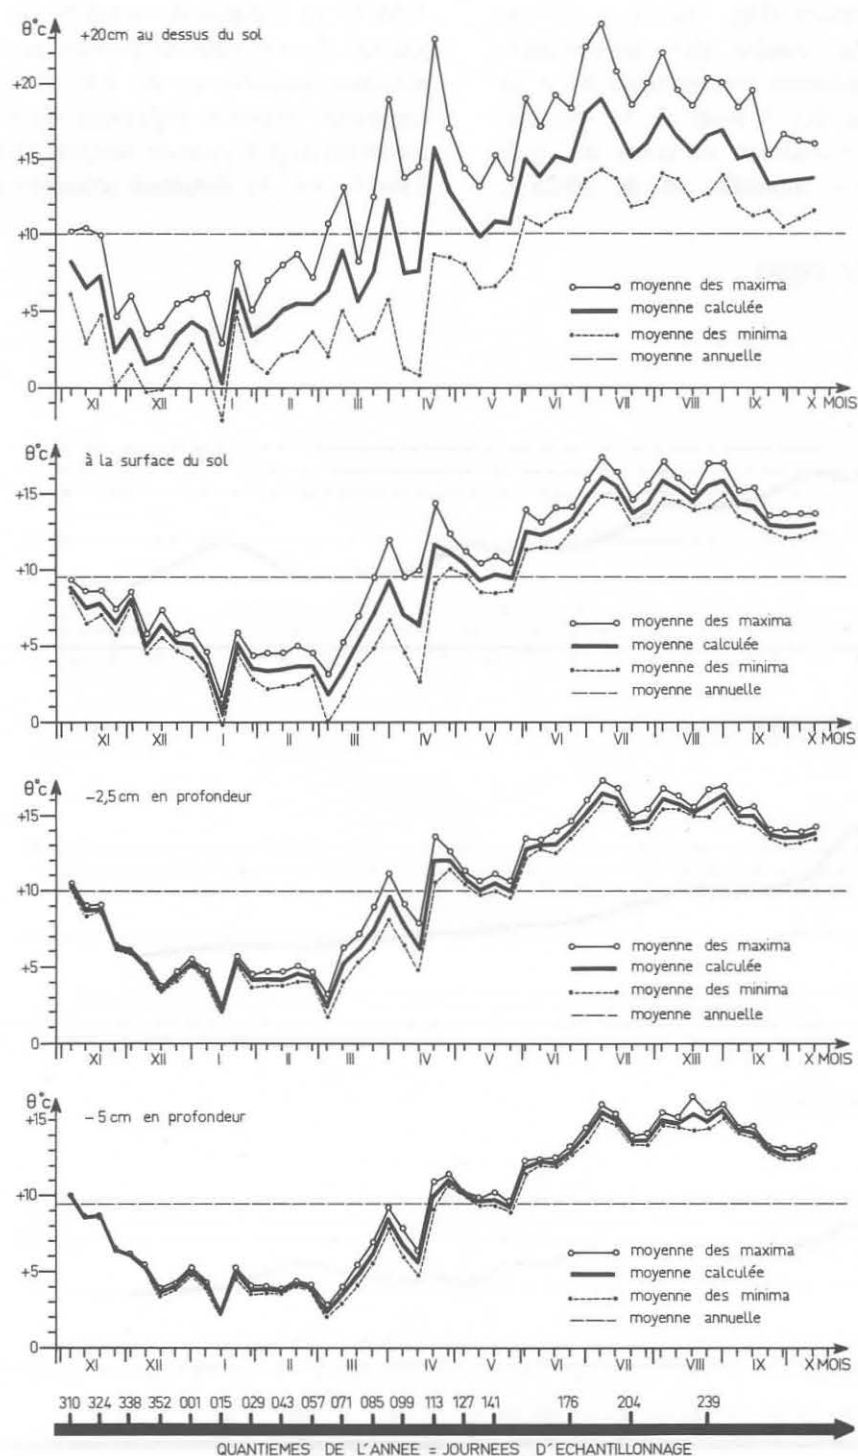 θ°c
+20cm au dessus du sol
+20
+15
+10
+5
0
moyenne des maxima
moyenne calculée
moyenne des minima
moyenne annuelle
XI XII I II III IV V VI VII VIII IX X MOIS
θ°c
à la surface du sol
+15
+10
+5
0
moyenne des maxima
moyenne calculée
moyenne des minima
moyenne annuelle
XI XII I II III IV V VI VII VIII IX X MOIS
θ°c
-2,5cm en profondeur
+15
+10
+5
0
moyenne des maxima
moyenne calculée
moyenne des minima
moyenne annuelle
XI XII I II III IV V VI VII XIII IX X MOIS
θ°c
-5cm en profondeur
+15
+10
+5
0
moyenne des maxima
moyenne calculée
moyenne des minima
moyenne annuelle
XI XII I II III IV V VI VII VIII IX X MOIS
310 324 338 352 001 015 029 043 057 071 085 099 113 127 141 176 204 239
QUANTIEMES DE L'ANNEE = JOURNEES D'ECHANTILLONNAGE